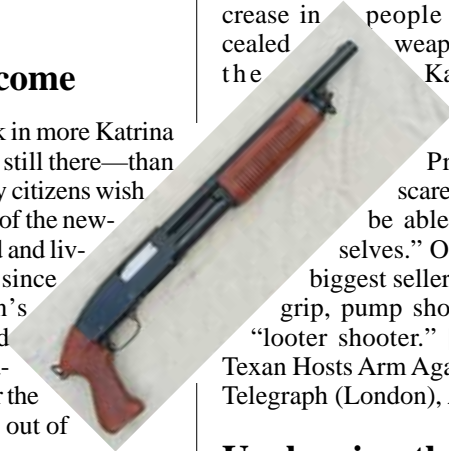 come
k in more Katrina
still there—than
y citizens wish
of the new-
d and liv-
since
n's
d
-
r the
out of
crease in people
cealed weap
the Ka
Pr
scare
be able
selves.” O
biggest seller
grip, pump sho
“looter shooter.”
Texan Hosts Arm Aga
Telegraph (London),